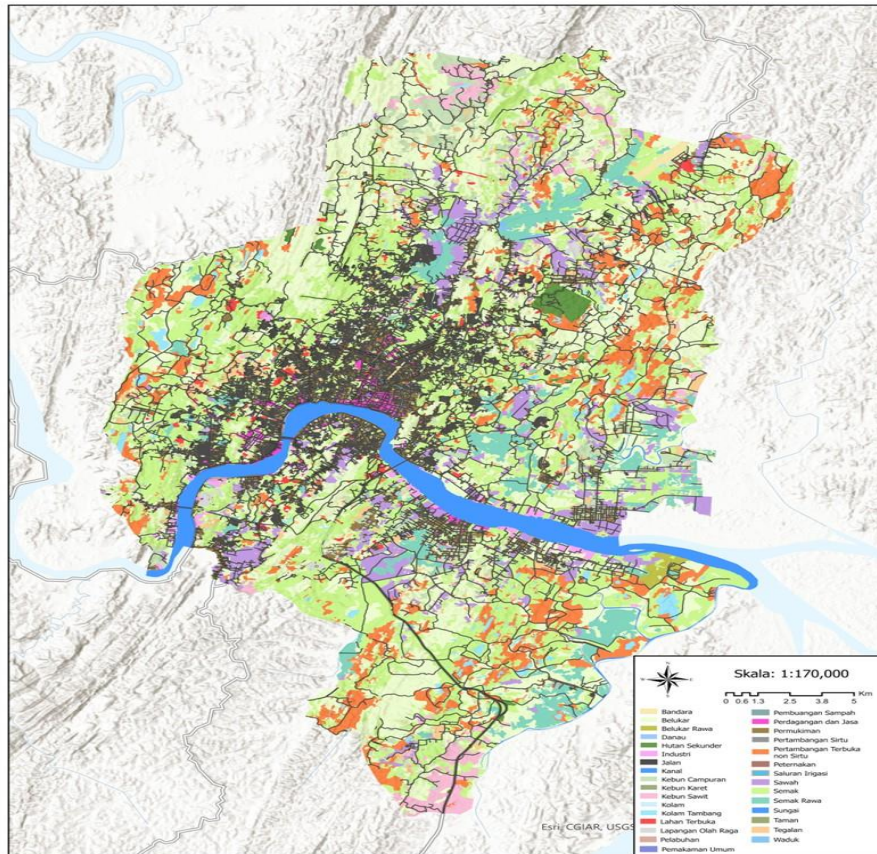 Skala: 1:170,000
Km
0 0.6 1.3 2.5 3.8 5
Bandara
Belukar
Belukar Rawa
Danau
Hutan Sekunder
Industri
Jalan
Kanal
Kebun Campuran
Kebun Karet
Kebun Sawit
Kolam
Kolam Tambang
Lahan Terbuka
Lapangan Olah Raga
Pelabuhan
Pemakaman Umum
Pembuangan Sampah
Perdagangan dan Jasa
Permukiman
Pertambangan Sirtu
Pertambangan Terbuka
non Sirtu
Peternakan
Saluran Irigasi
Sawah
Semak
Semak Rawa
Sungai
Taman
Tegalan
Waduk
Esri, CGIAR, USGS